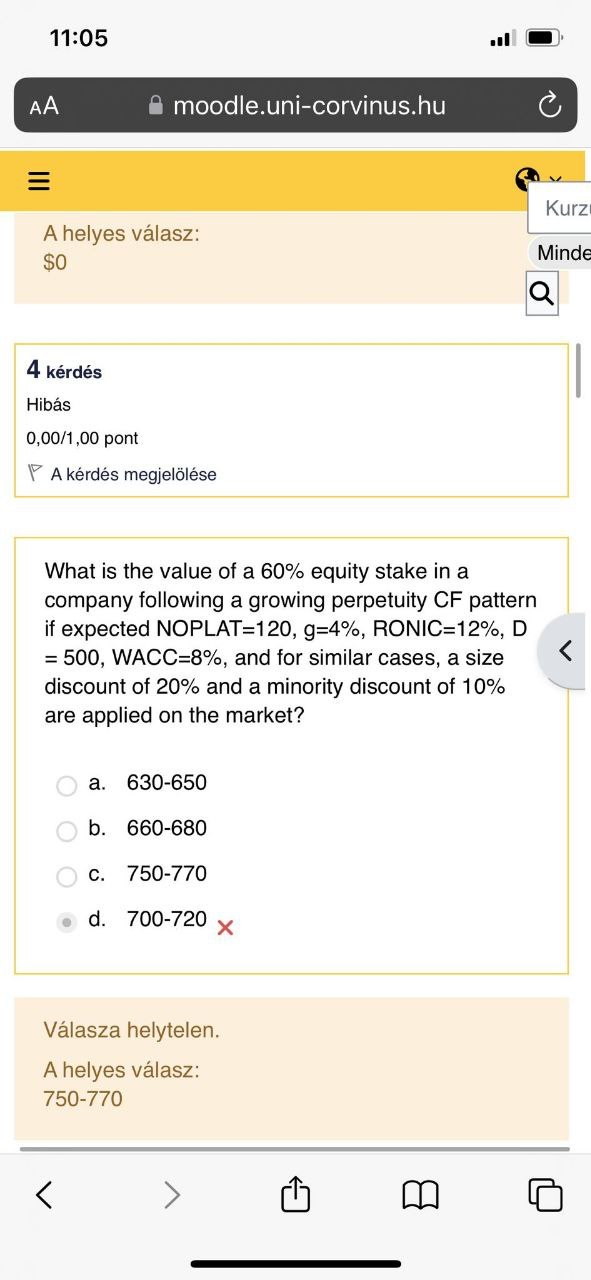 11:05
AA moodle.uni-corvinus.hu
Kurzu
Minde
A helyes válasz:
$0
4 kérdés
Hibás
0,00/1,00 pont
A kérdés megjelölése
What is the value of a 60% equity stake in a
company following a growing perpetuity CF pattern
if expected NOPLAT=120, g=4%, RONIC=12%, D
= 500, WACC=8%, and for similar cases, a size
discount of 20% and a minority discount of 10%
are applied on the market?
a. 630-650
b. 660-680
c. 750-770
d. 700-720
Válasza helytelen.
A helyes válasz:
750-770